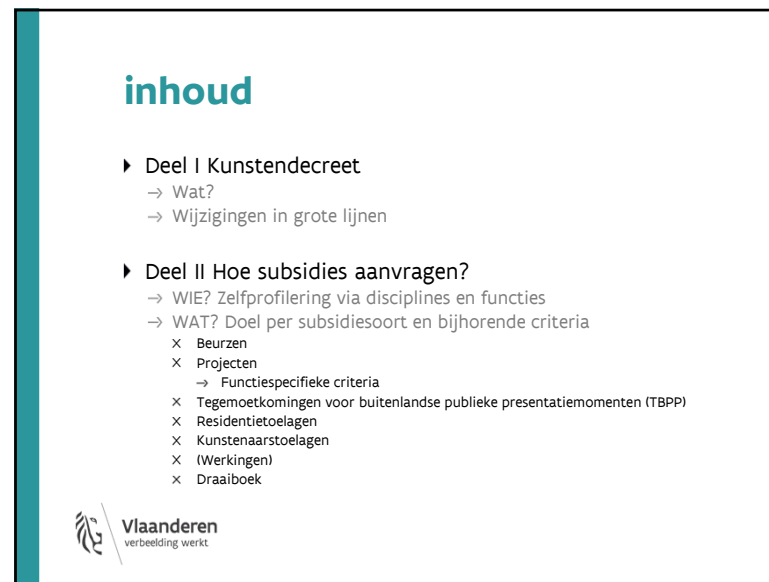 inhoud
Deel I Kunstendecreet
→ Wat?
→ Wijzigingen in grote lijnen
Deel II Hoe subsidies aanvragen?
→ WIE? Zelfprofilering via disciplines en functies
→ WAT? Doel per subsidiesoort en bijhorende criteria
X Beurzen
X Projecten
→ Functiespecifieke criteria
X Tegemoetkomingen voor buitenlandse publieke presentatiemomenten (TBPP)
X Residentietoelagen
X Kunstenaarstoelagen
X (Werkingen)
X Draaiboek
Vlaanderen
verbeelding werkt